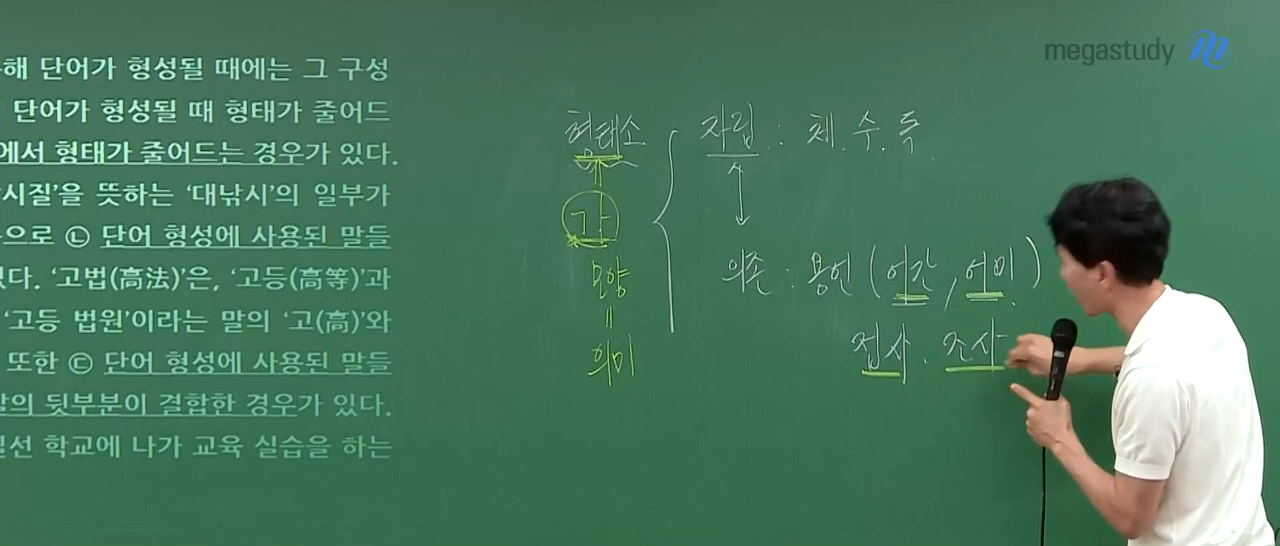 megastudy
해 단어가 형성될 때에는 그 구성
단어가 형성될 때 형태가 줄어드
에서 형태가 줄어드는 경우가 있다.
시질’을 뜻하는 ‘대낚시’의 일부가
으로 ㉡ 단어 형성에 사용된 말들
있다. ‘고법(高法)’은, ‘고등(高等)’과
‘고등 법원’이라는 말의 ‘고(高)’와
또한 ㉢ 단어 형성에 사용된 말들
말의 뒷부분이 결합한 경우가 있다.
일선 학교에 나가 교육 실습을 하는
형태소
가
모양
=
의미
자립 : 체. 수. 독.
의존 : 용언 (어간, 어미)
접사. 조사